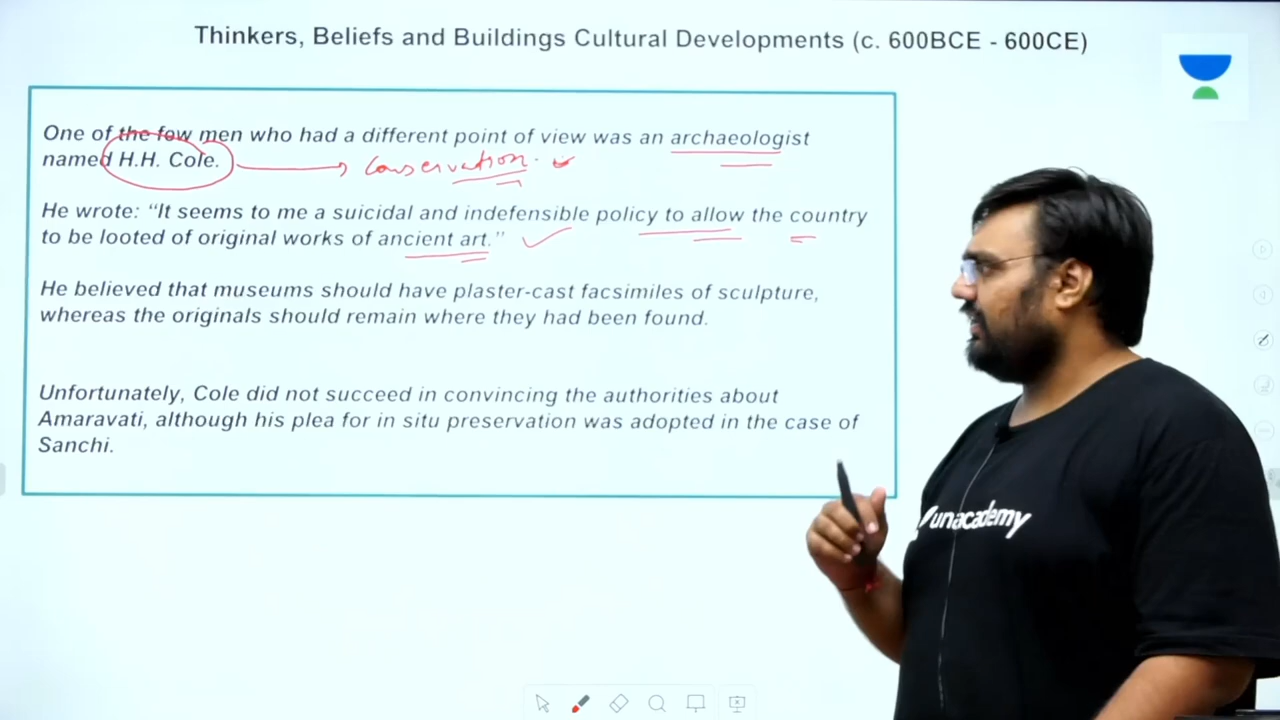 Thinkers, Beliefs and Buildings Cultural Developments (c. 600BCE - 600CE)
One of the few men who had a different point of view was an archaeologist
named H.H. Cole. → Conservation.
He wrote: “It seems to me a suicidal and indefensible policy to allow the country
to be looted of original works of ancient art.”
He believed that museums should have plaster-cast facsimiles of sculpture,
whereas the originals should remain where they had been found.
Unfortunately, Cole did not succeed in convincing the authorities about
Amaravati, although his plea for in situ preservation was adopted in the case of
Sanchi.
unacademy